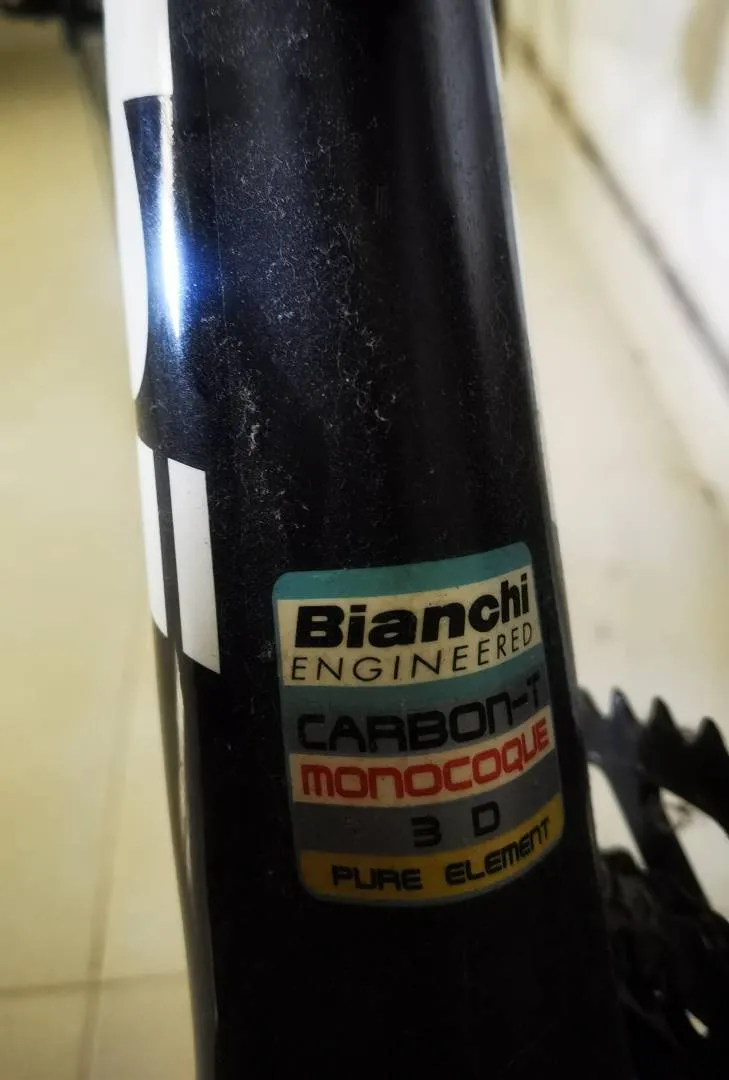 Bianchi
ENGINEERED
CARBON-T
MONOCOQUE
3 D
PURE ELEMENT